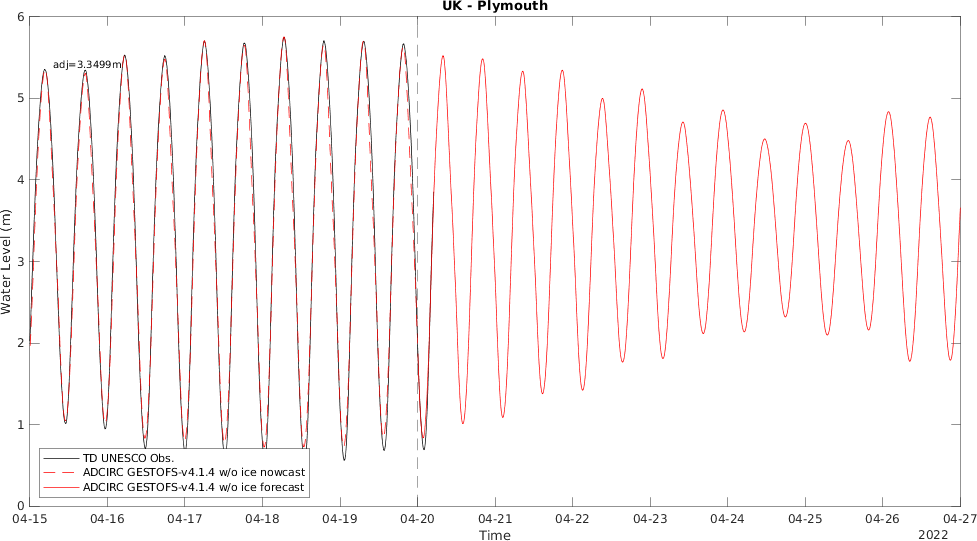 UK - Plymouth
6
5
4
3
2
1
0
Water Level (m)
adj=3.3499m
TD UNESCO Obs.
ADCIRC GESTOFS-v4.1.4 w/o ice nowcast
ADCIRC GESTOFS-v4.1.4 w/o ice forecast
04-15 04-16 04-17 04-18 04-19 04-20 04-21 04-22 04-23 04-24 04-25 04-26 04-27
Time
2022